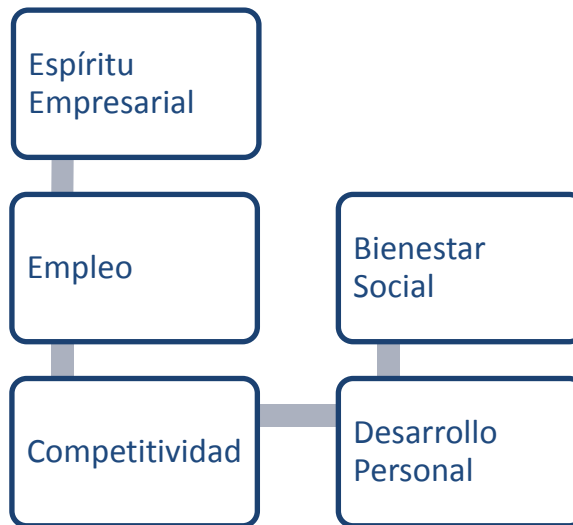 Espíritu
Empresarial
Empleo
Competitividad
Desarrollo
Personal
Bienestar
Social